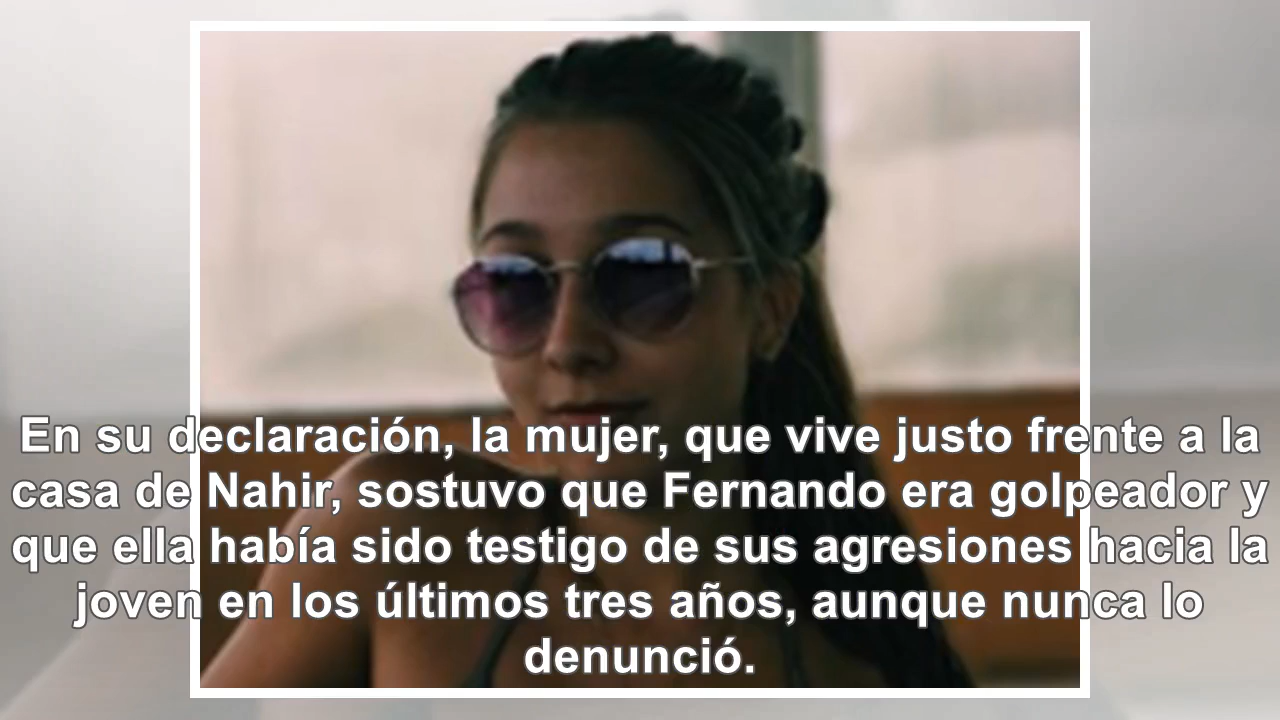 En su declaración, la mujer, que vive justo frente a la
casa de Nahir, sostuvo que Fernando era golpeador y
que ella había sido testigo de sus agresiones hacia la
joven en los últimos tres años, aunque nunca lo
denunció.